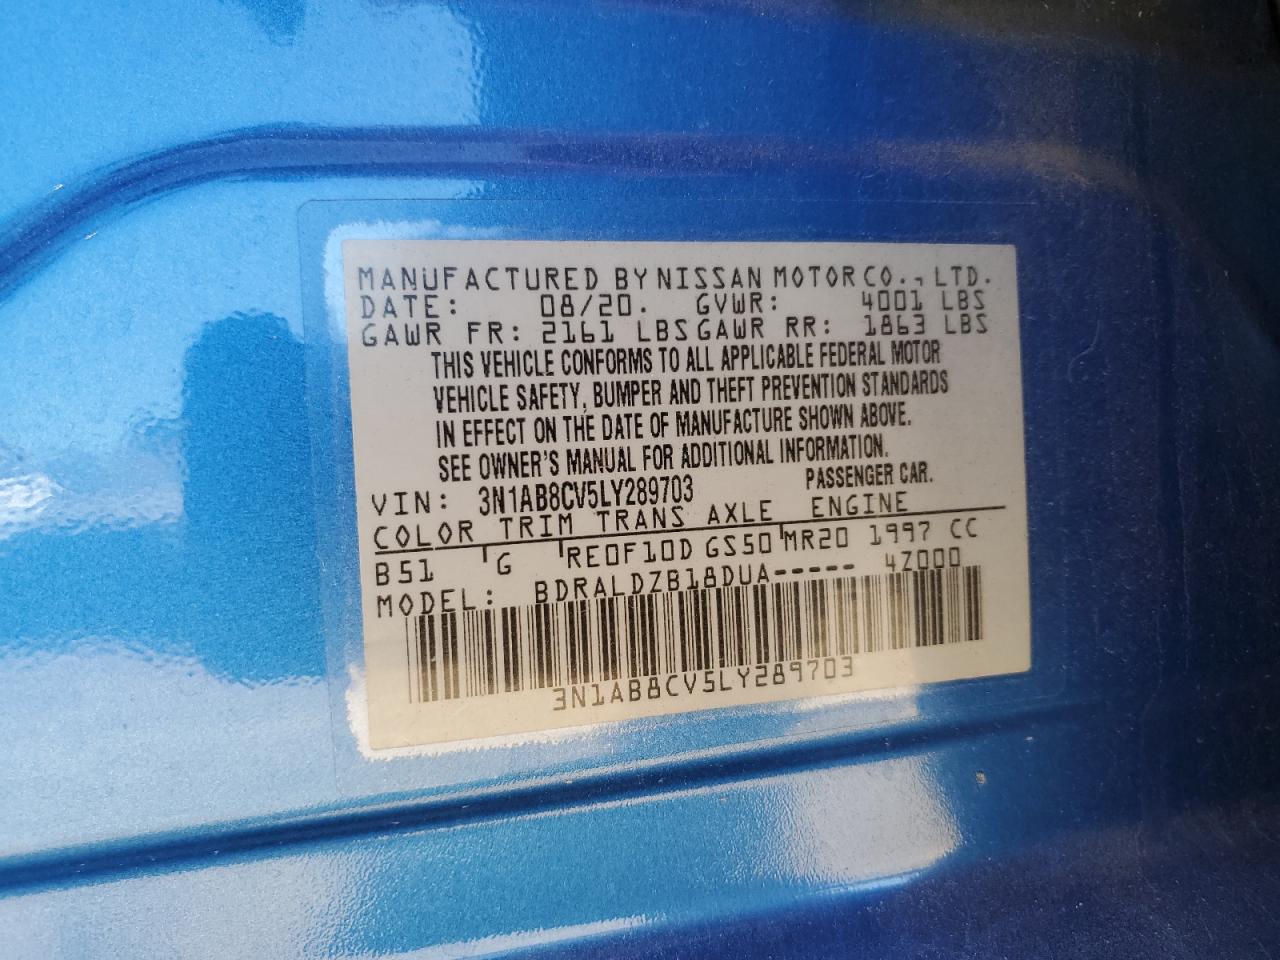 MANUFACTURED BY NISSAN MOTOR CO., LTD.
DATE: 08/20. GVWR: 4001 LBS
GAWR FR: 2161 LBS GAWR RR: 1863 LBS
THIS VEHICLE CONFORMS TO ALL APPLICABLE FEDERAL MOTOR
VEHICLE SAFETY, BUMPER AND THEFT PREVENTION STANDARDS
IN EFFECT ON THE DATE OF MANUFACTURE SHOWN ABOVE.
SEE OWNER'S MANUAL FOR ADDITIONAL INFORMATION.
VIN: 3N1AB8CV5LY289703 PASSENGER CAR.
COLOR TRIM TRANS AXLE ENGINE
B51 G RE0F10D GS50 MR20 1997 CC
MODEL: BDRALDZB18DUA----- 4Z000
3N1AB8CV5LY289703